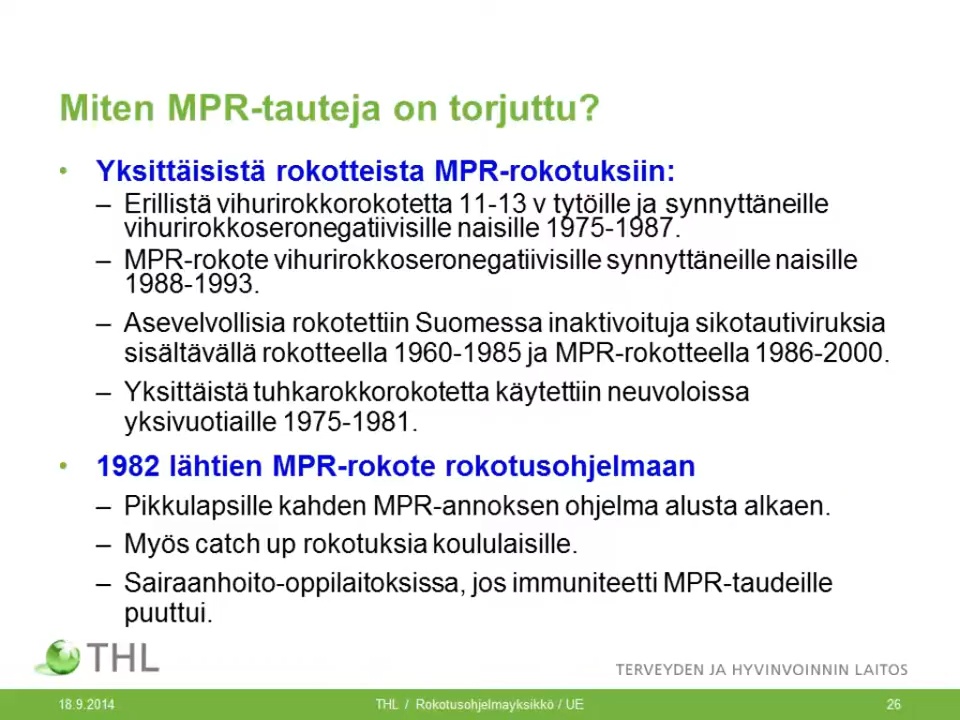 Miten MPR-tauteja on torjuttu?
• Yksittäisistä rokotteista MPR-rokotuksiin:
– Erillistä vihurirokkorokotetta 11-13 v tytöille ja synnyttäneille
vihurirokkoseronegatiivisille naisille 1975-1987.
– MPR-rokote vihurirokkoseronegatiivisille synnyttäneille naisille
1988-1993.
– Asevelvollisia rokotettiin Suomessa inaktivoituja sikotautiviruksia
sisältävällä rokotteella 1960-1985 ja MPR-rokotteella 1986-2000.
– Yksittäistä tuhkarokkorokotetta käytettiin neuvoloissa
yksivuotiaille 1975-1981.
• 1982 lähtien MPR-rokote rokotusohjelmaan
– Pikkulapsille kahden MPR-annoksen ohjelma alusta alkaen.
– Myös catch up rokotuksia koululaisille.
– Sairaanhoito-oppilaitoksissa, jos immuniteetti MPR-taudeille
puuttui.
THL
TERVEYDEN JA HYVINVOINNIN LAITOS
18.9.2014
THL / Rokotusohjelmayksikkö / UE
26